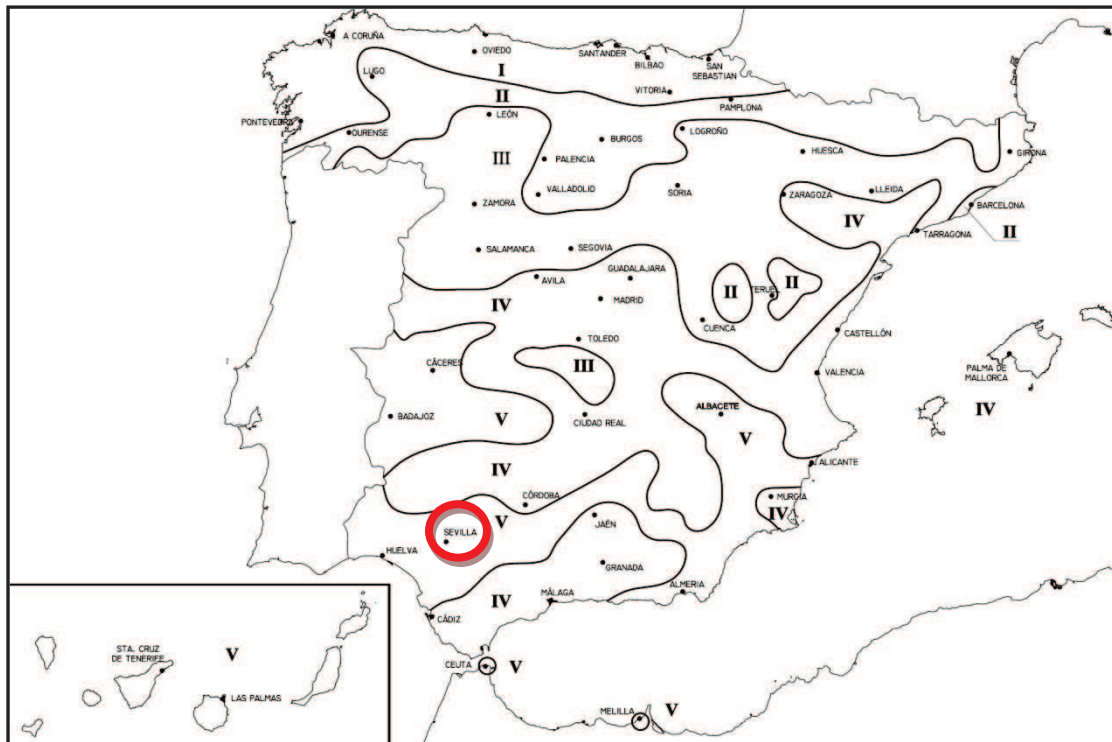 A CORUÑA
OVIEDO
SANTANDER
BILBAO
SAN
SEBASTIAN
I
LUGO
VITORIA
II
PAMPLONA
LEÓN
PONTEVEDRA
OURENSE
LOGROÑO
BURGOS
III
PALENCIA
HUESCA
GIRONA
VALLADOLID
SORIA
ZARAGOZA
LLEIDA
ZAMORA
IV
BARCELONA
TARRAGONA
II
SALAMANCA
SEGOVIA
AVILA
GUADALAJARA
II
II
TERUEL
IV
MADRID
CUENCA
CASTELLÓN
TOLEDO
CÁCERES
III
VALENCIA
PALMA DE
MALLORCA
IV
BADAJOZ
V
CIUDAD REAL
ALBACETE
V
IV
ALICANTE
CÓRDOBA
MURCIA
IV
V
SEVILLA
JAÉN
HUELVA
GRANADA
ALMERIA
IV
MÁLAGA
CÁDIZ
STA. CRUZ
DE TENERIFE
V
LAS PALMAS
CEUTA
V
MELILLA
V